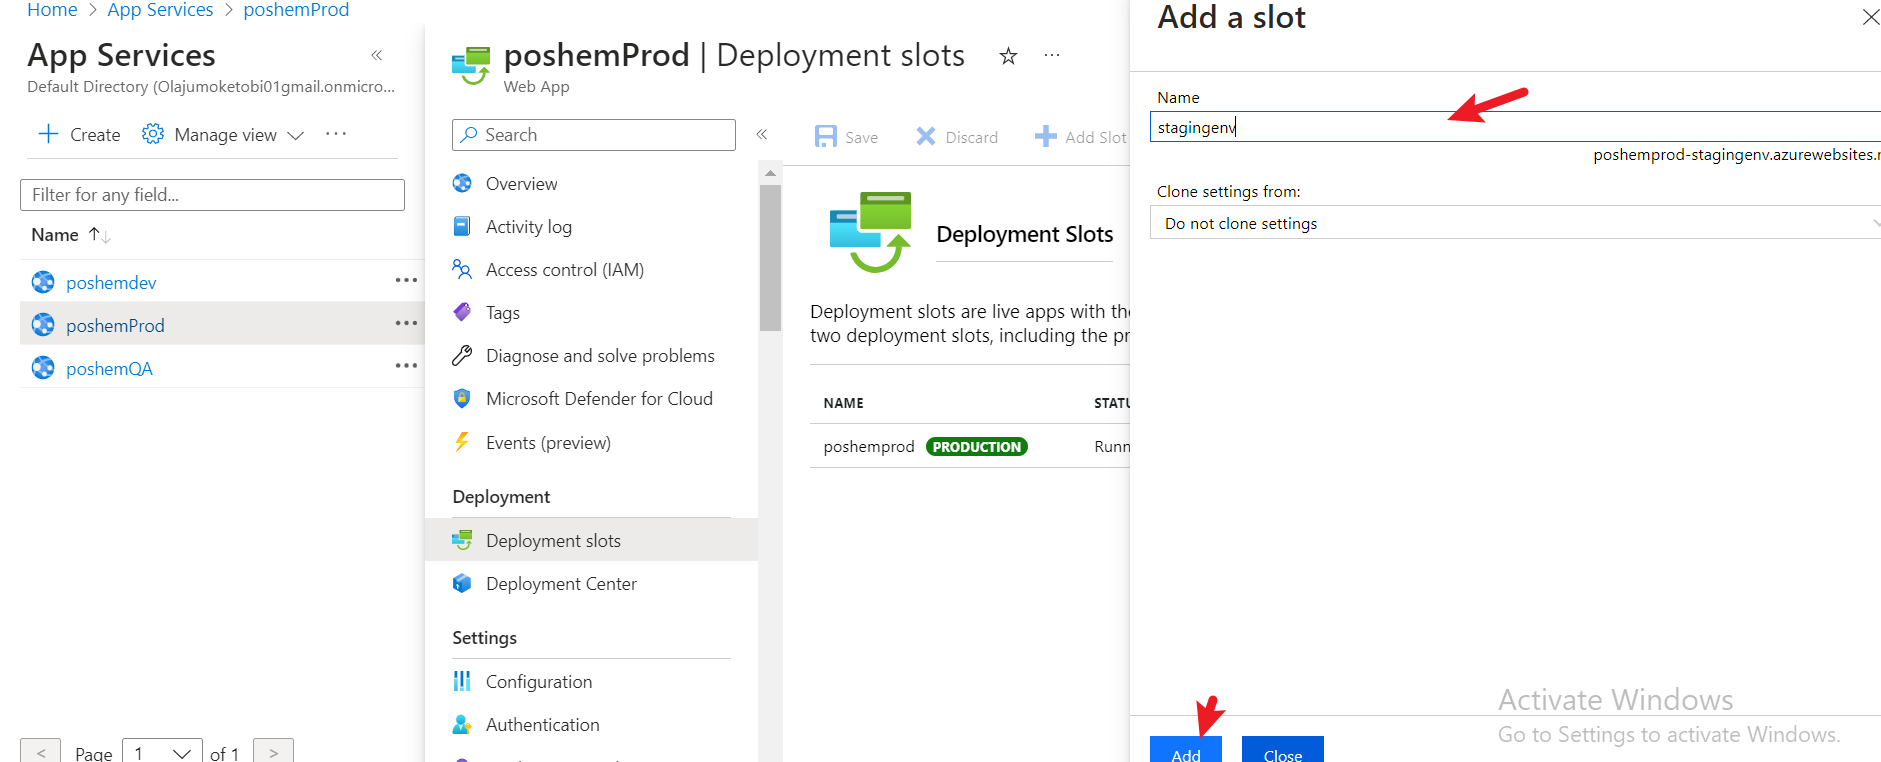 Home > App Services > poshemProd
App Services
Default Directory (Olajumoketobi01gmail.onmicro...
+ Create Manage view ...
Filter for any field...
Name ↑↓
poshemdev ...
poshemProd ...
poshemQA ...
< Page 1 of 1 >
poshemProd | Deployment slots ...
Web App
Search
Overview
Activity log
Access control (IAM)
Tags
Diagnose and solve problems
Microsoft Defender for Cloud
Events (preview)
Deployment
Deployment slots
Deployment Center
Settings
Configuration
Authentication
Save Discard Add Slot
Deployment Slots
Deployment slots are live apps with the
two deployment slots, including the pr
NAME STATU
poshemprod PRODUCTION Runn
Add a slot
Name
stagingenv
poshemprod-stagingenv.azurewebsites.n
Clone settings from:
Do not clone settings
Activate Windows
Go to Settings to activate Windows.
Add Close